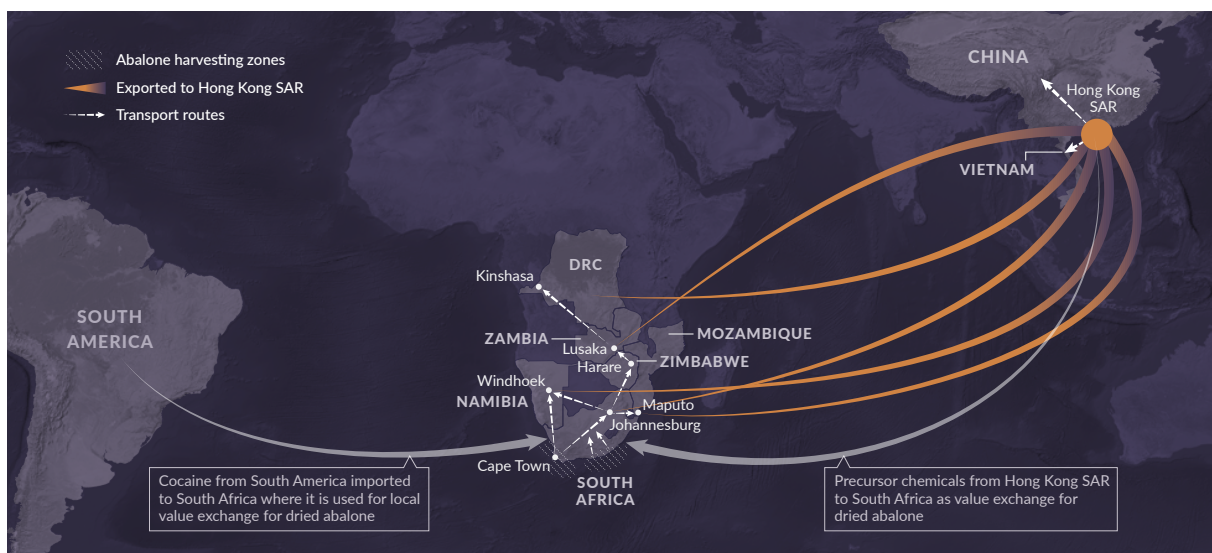 Abalone harvesting zones
Exported to Hong Kong SAR
Transport routes
CHINA
Hong Kong
SAR
VIETNAM
DRC
Kinshasa
SOUTH
AMERICA
ZAMBIA
MOZAMBIQUE
Lusaka
ZIMBABWE
Harare
Windhoek
NAMIBIA
Maputo
Johannesburg
Cape Town
SOUTH
AFRICA
Cocaine from South America imported
to South Africa where it is used for local
value exchange for dried abalone
Precursor chemicals from Hong Kong SAR
to South Africa as value exchange for
dried abalone